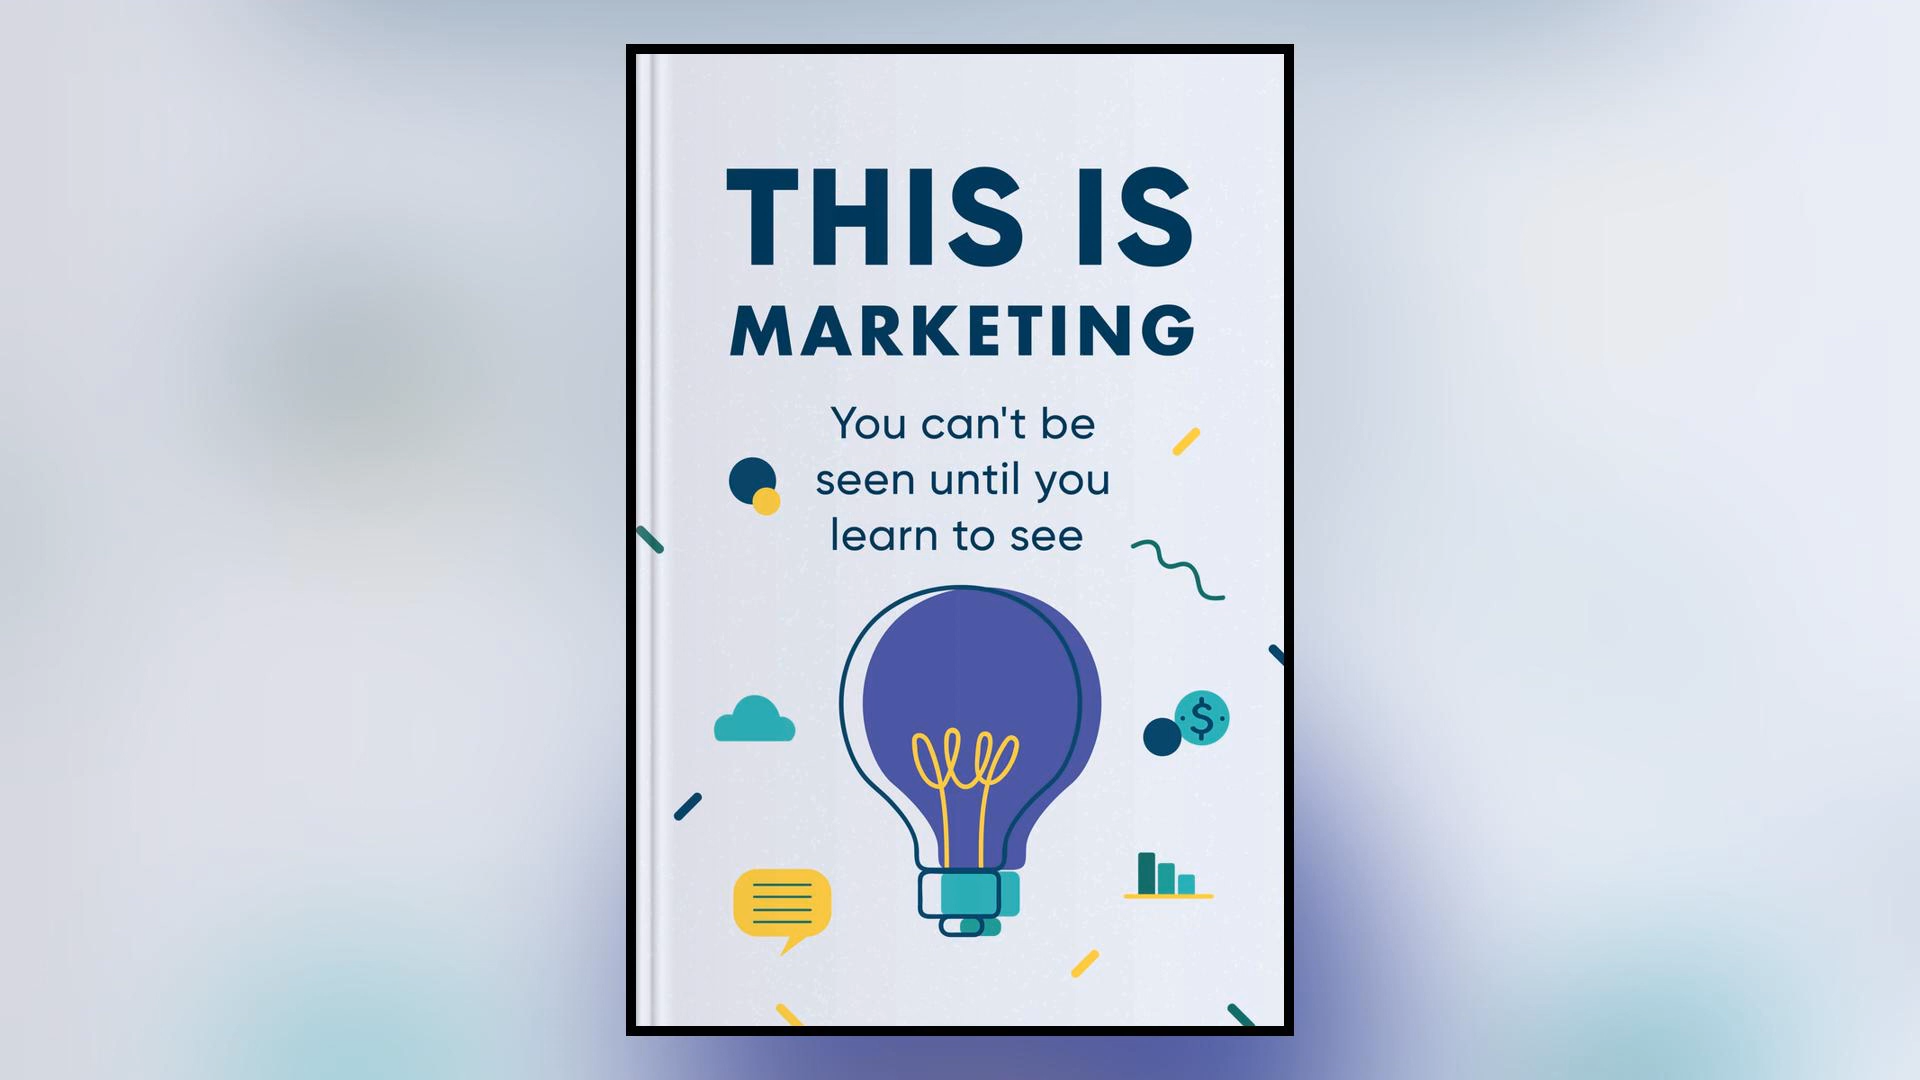 THIS IS
MARKETING
You can't be
seen until you
learn to see
$